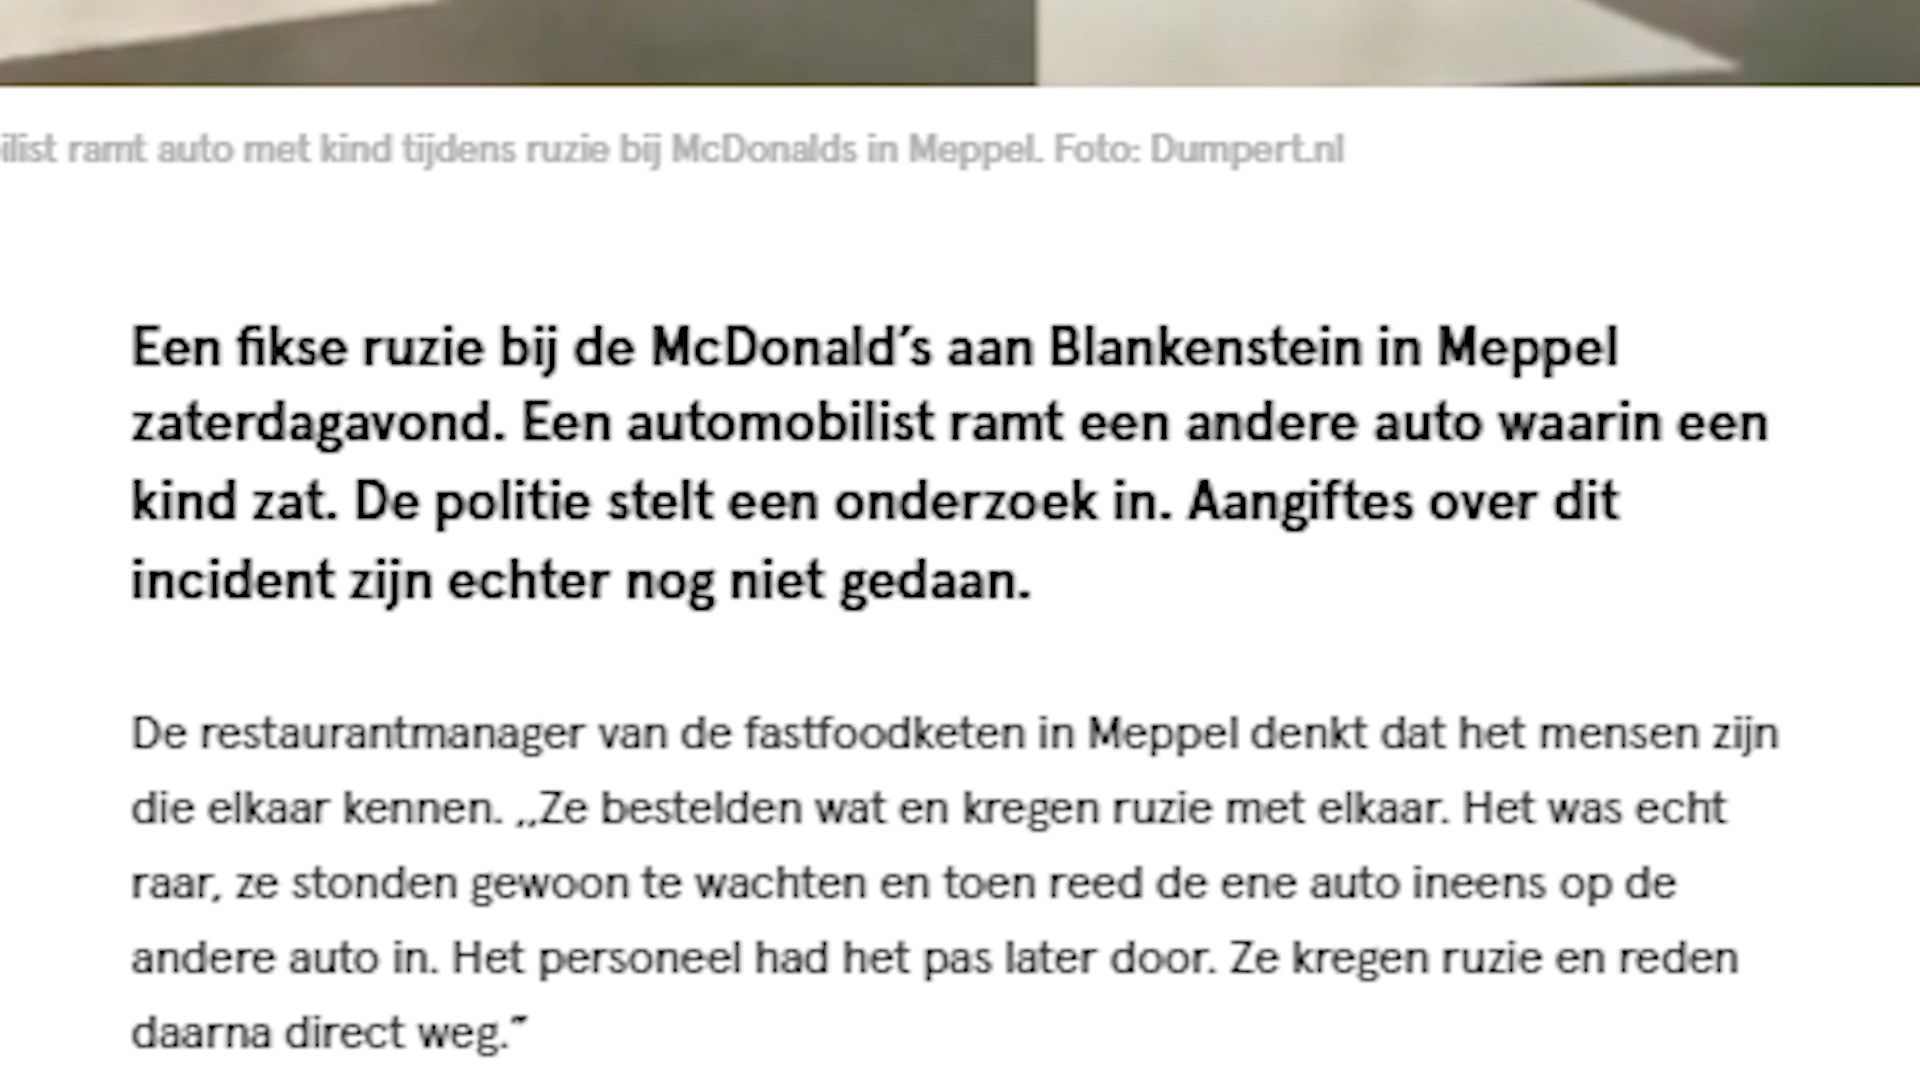 ilist ramt auto met kind tijdens ruzie bij McDonalds in Meppel. Foto: Dumpert.nl
Een fikse ruzie bij de McDonald's aan Blankenstein in Meppel
zaterdagavond. Een automobilist ramt een andere auto waarin een
kind zat. De politie stelt een onderzoek in. Aangiftes over dit
incident zijn echter nog niet gedaan.
De restaurantmanager van de fastfoodketen in Meppel denkt dat het mensen zijn
die elkaar kennen. ,,Ze bestelden wat en kregen ruzie met elkaar. Het was echt
raar, ze stonden gewoon te wachten en toen reed de ene auto ineens op de
andere auto in. Het personeel had het pas later door. Ze kregen ruzie en reden
daarna direct weg.”